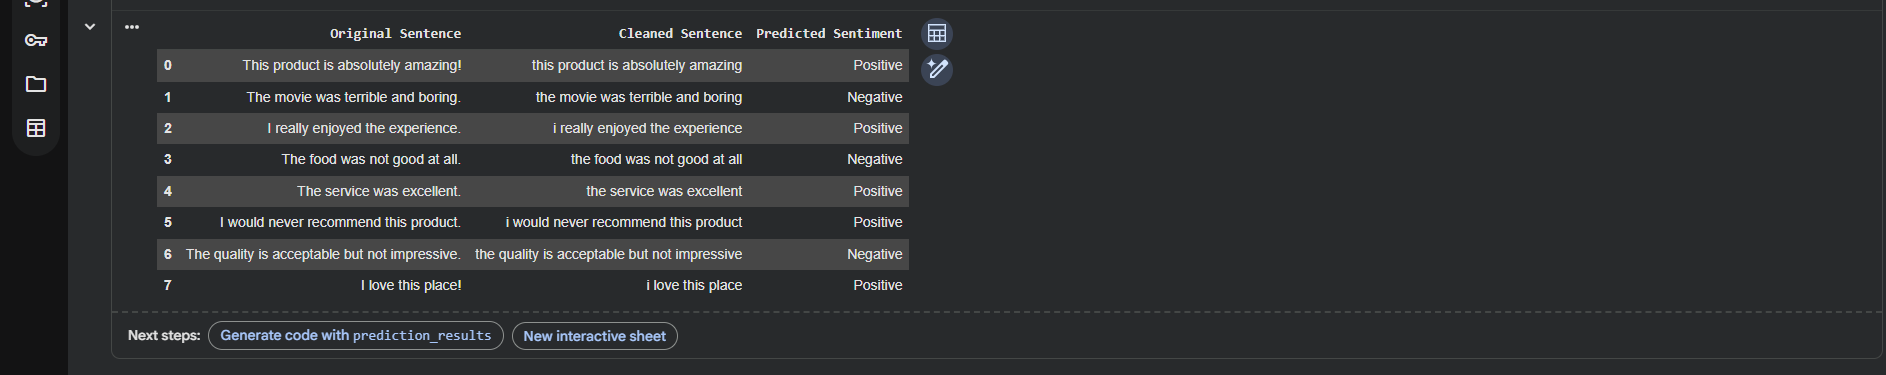 Original Sentence Cleaned Sentence Predicted Sentiment
0 This product is absolutely amazing! this product is absolutely amazing Positive
1 The movie was terrible and boring. the movie was terrible and boring Negative
2 I really enjoyed the experience. i really enjoyed the experience Positive
3 The food was not good at all. the food was not good at all Negative
4 The service was excellent. the service was excellent Positive
5 I would never recommend this product. i would never recommend this product Positive
6 The quality is acceptable but not impressive. the quality is acceptable but not impressive Negative
7 I love this place! i love this place Positive
Next steps: Generate code with prediction_results New interactive sheet